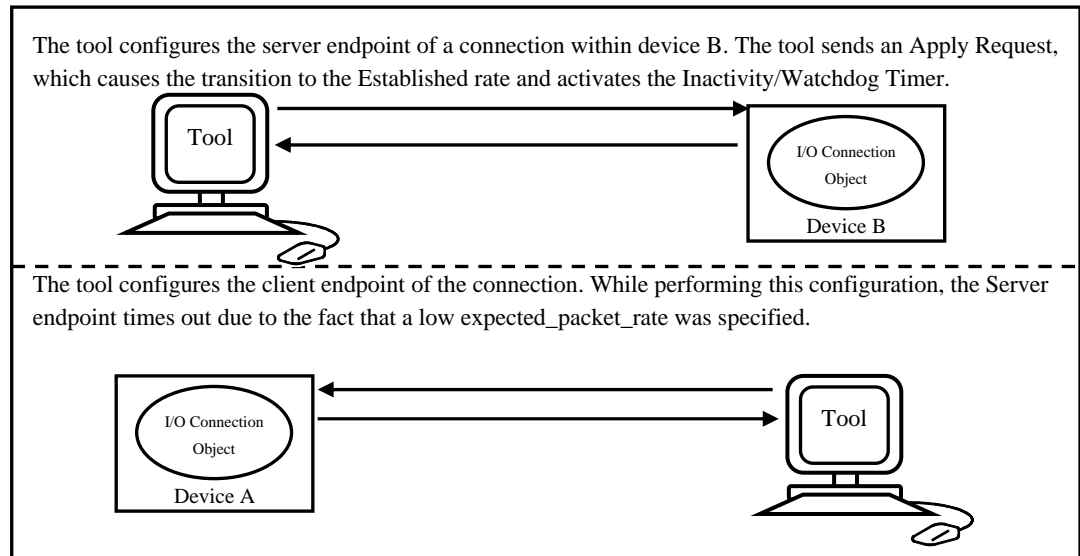 The tool configures the server endpoint of a connection within device B. The tool sends an Apply Request,
which causes the transition to the Established rate and activates the Inactivity/Watchdog Timer.
Tool
I/O Connection
Object
Device B
The tool configures the client endpoint of the connection. While performing this configuration, the Server
endpoint times out due to the fact that a low expected_packet_rate was specified.
I/O Connection
Object
Device A
Tool